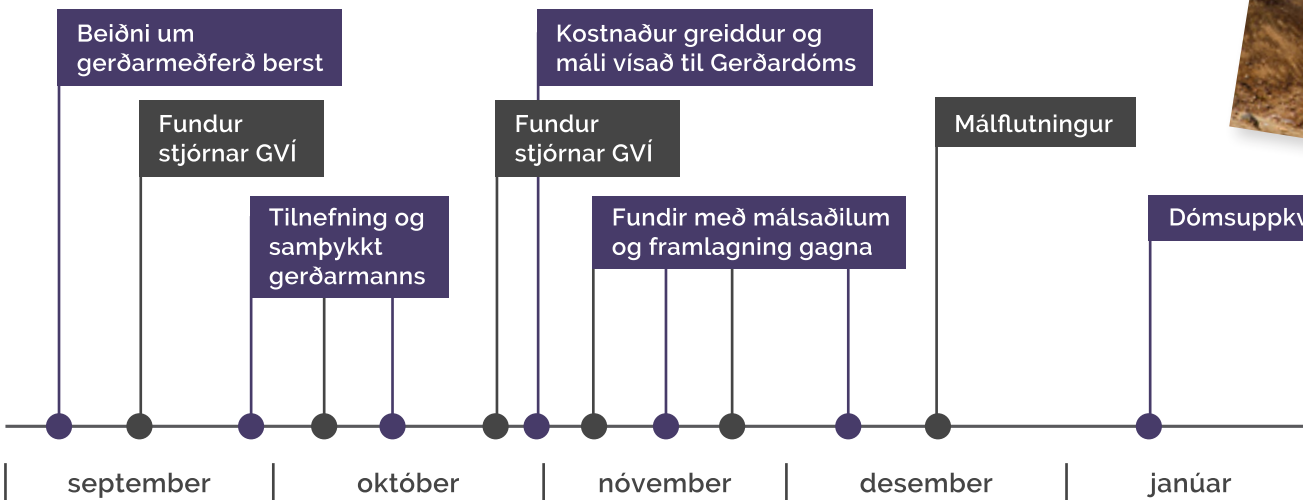 Beiðni um
gerðarmeðferð berst
Fundur
stjórnar GVÍ
Tilnefning og
samþykkt
gerðarmanns
Kostnaður greiddur og
máli vísað til Gerðardóms
Fundur
stjórnar GVÍ
Fundir með málsaðilum
og framlagning gagna
Málflutningur
september
október
nóvember
desember
janúar